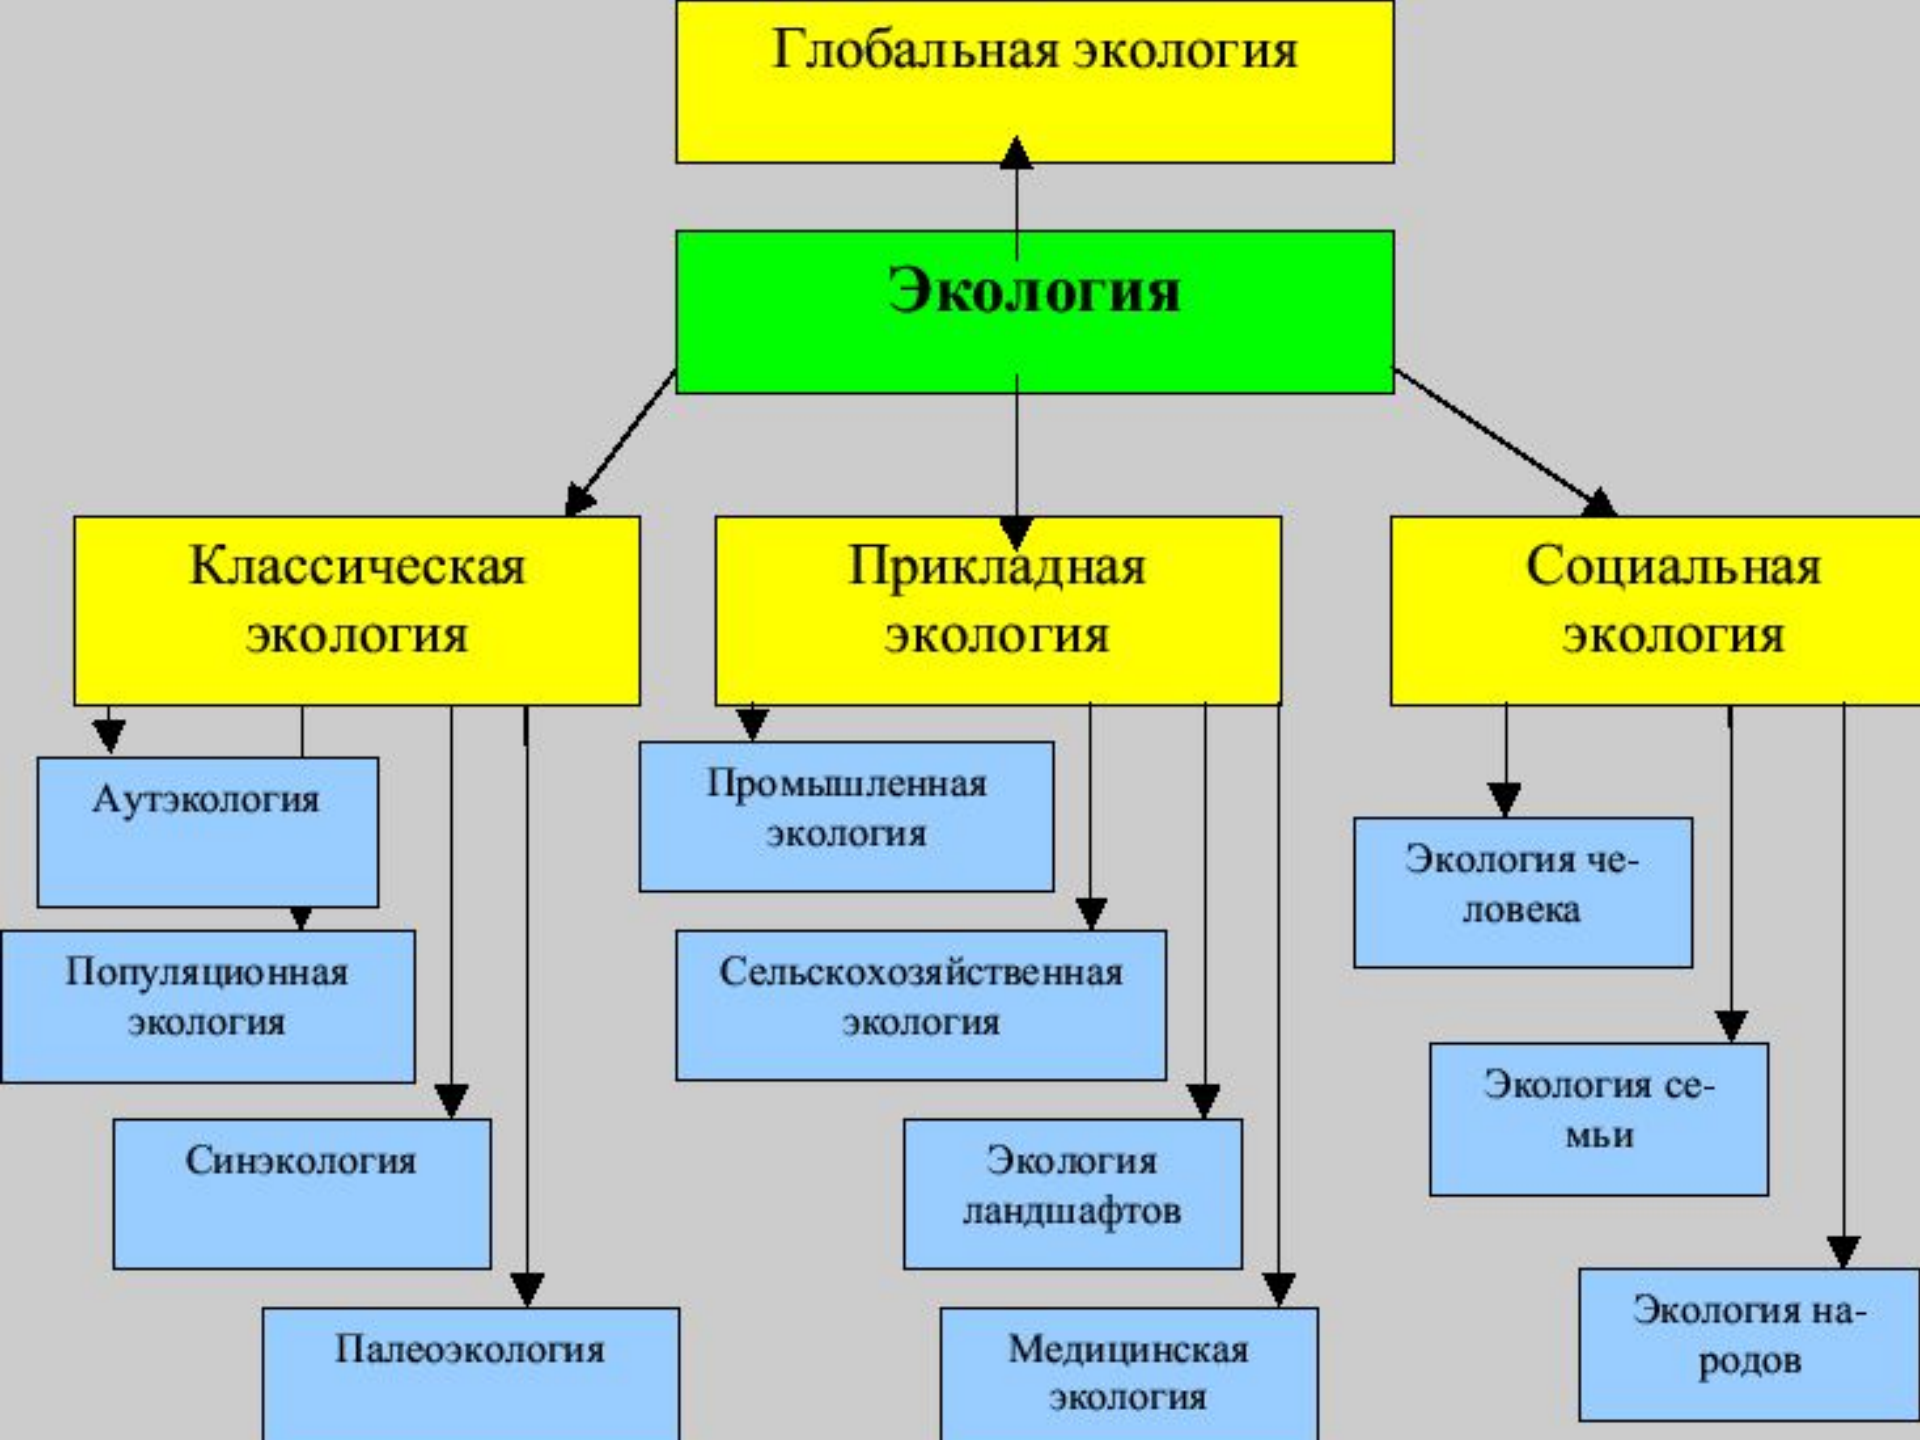 Глобальная экология
Экология
Классическая
экология
Прикладная
экология
Социальная
экология
Аутэкология
Популяционная
экология
Синэкология
Палеоэкология
Промышленная
экология
Сельскохозяйственная
экология
Экология
ландшафтов
Медицинская
экология
Экология че-
ловека
Экология се-
мьи
Экология на-
родов